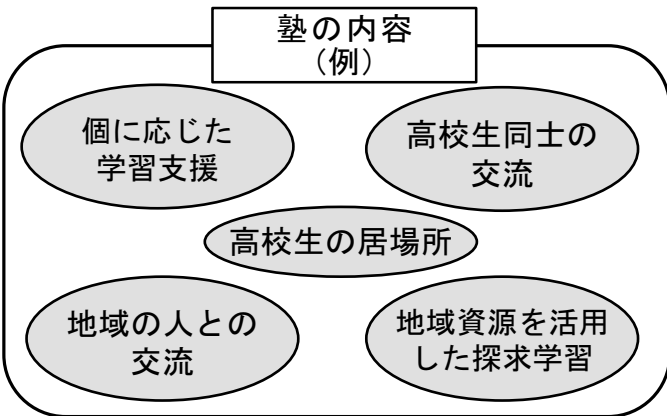 塾の内容
（例）
個に応じた
学習支援
高校生同士の
交流
高校生の居場所
地域の人との
交流
地域資源を活用
した探求学習